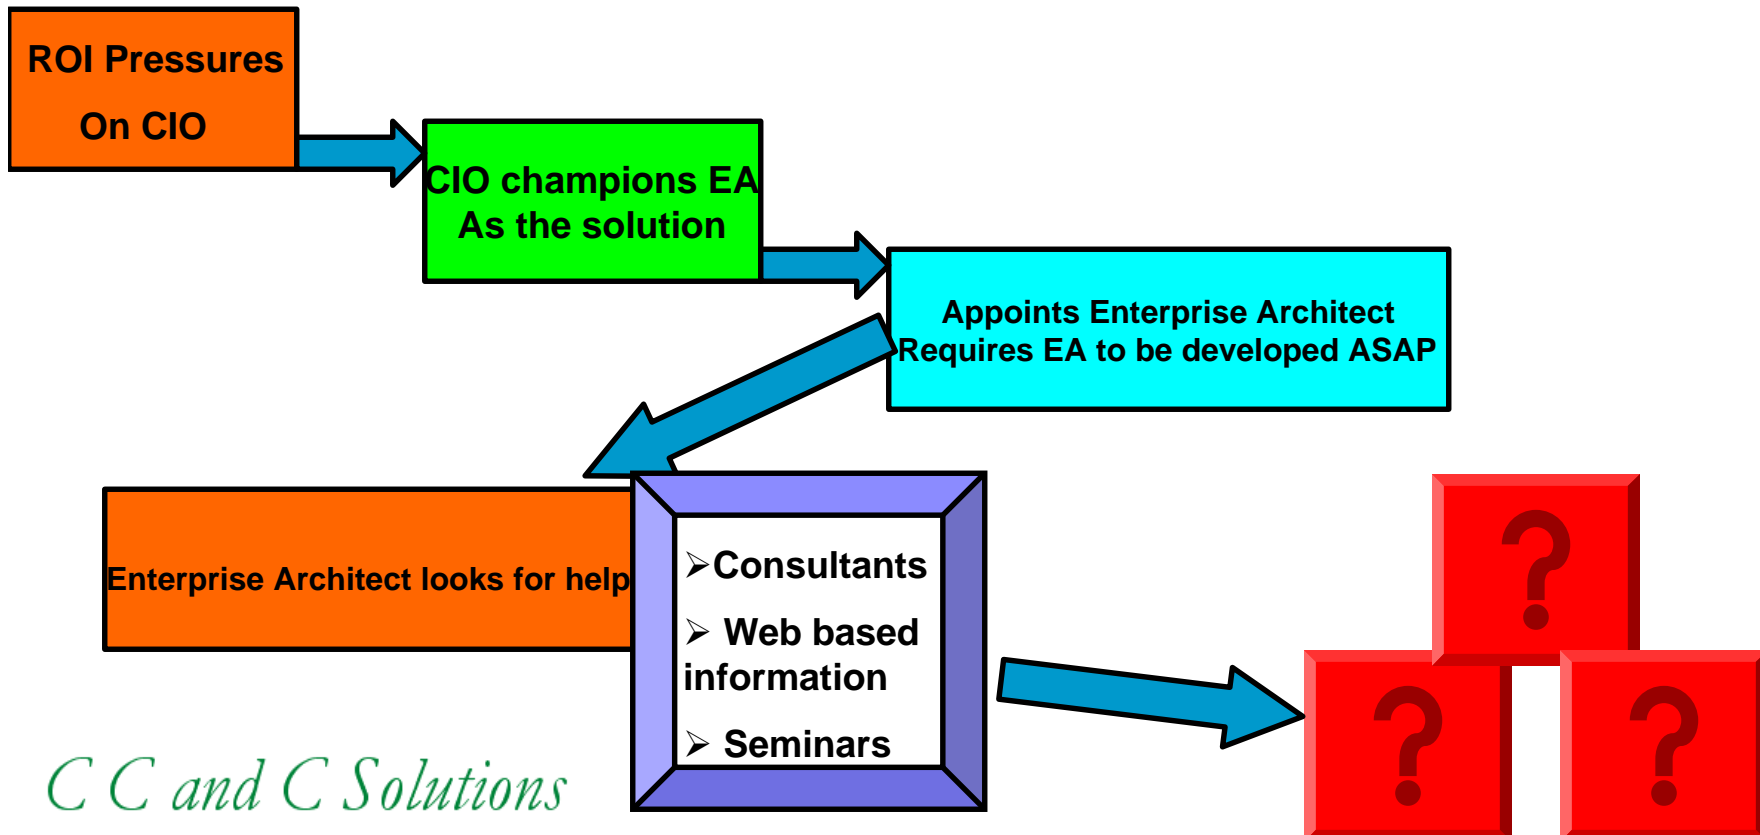 ROI Pressures
On CIO
CIO champions EA
As the solution
Appoints Enterprise Architect
Requires EA to be developed ASAP
Enterprise Architect looks for help
➢Consultants
➢ Web based
information
➢ Seminars
?
?
?
C C and C Solutions